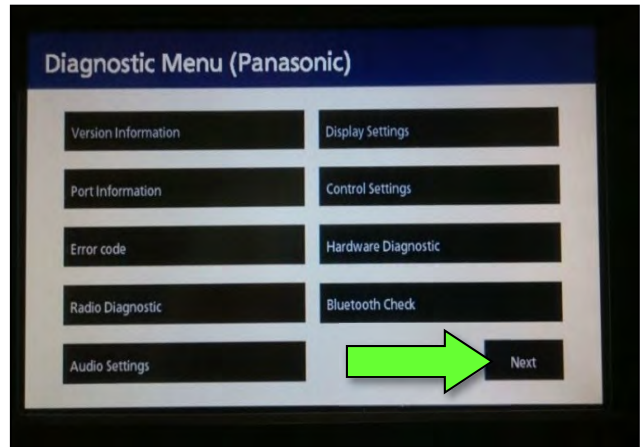 Diagnostic Menu (Panasonic)
Version Information
Display Settings
Port Information
Control Settings
Error code
Hardware Diagnostic
Radio Diagnostic
Bluetooth Check
Audio Settings
Next